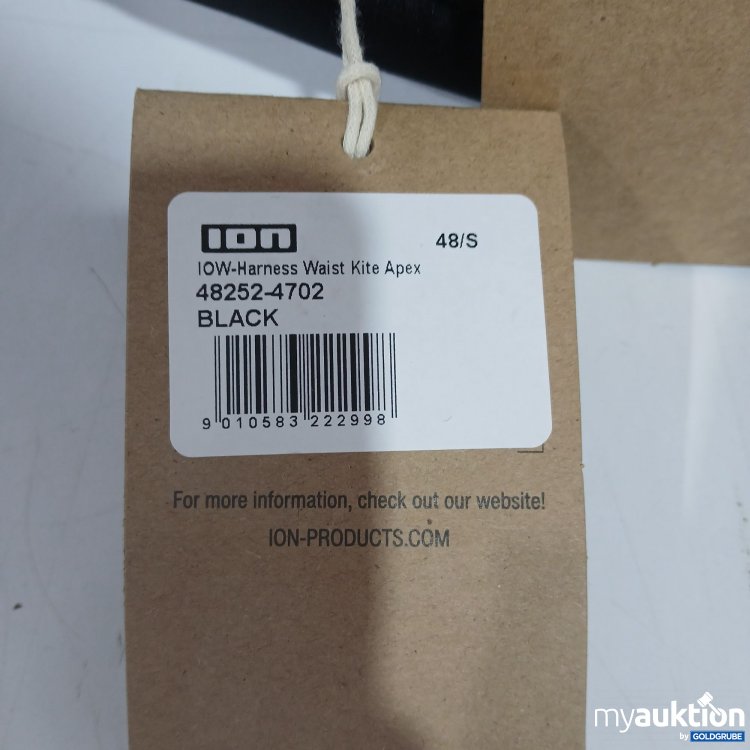 ION
48/S
IOW-Harness Waist Kite Apex
48252-4702
BLACK
9 010583 222998
For more information, check out our website!
ION-PRODUCTS.COM
myauktion
by GOLDGRUBE